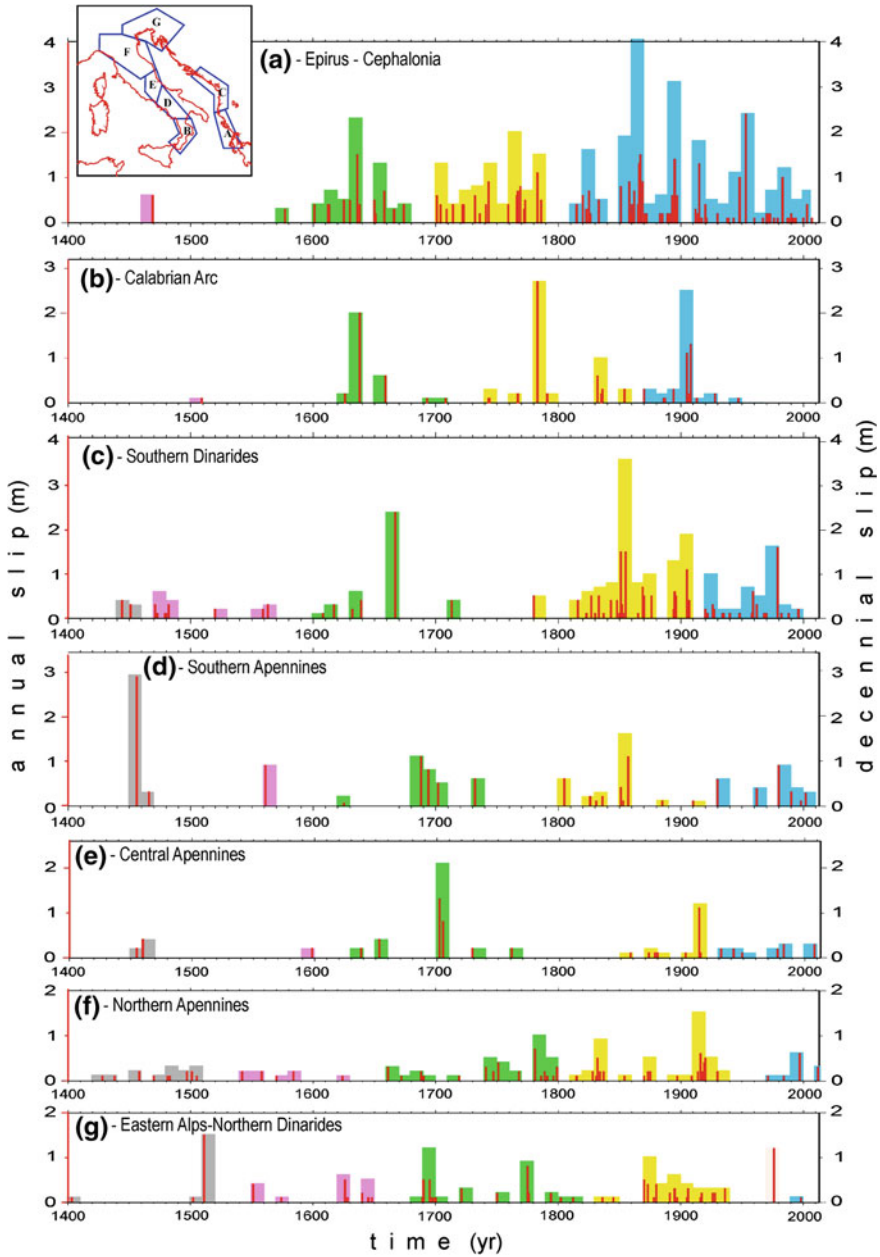 G
F
E
D
C
B
A
(a) - Epirus - Cephalonia
4 4
3 3
2 2
1 1
0 0
1400 1500 1600 1700 1800 1900 2000
(b) - Calabrian Arc
3 3
2 2
1 1
0 0
1400 1500 1600 1700 1800 1900 2000
(c) - Southern Dinarides
4 4
3 3
2 2
1 1
0 0
1400 1500 1600 1700 1800 1900 2000
annual slip (m)
decennial slip (m)
(d) - Southern Apennines
3 3
2 2
1 1
0 0
1400 1500 1600 1700 1800 1900 2000
(e) - Central Apennines
2 2
1 1
0 0
1400 1500 1600 1700 1800 1900 2000
(f) - Northern Apennines
2 2
1 1
0 0
1400 1500 1600 1700 1800 1900 2000
(g) - Eastern Alps-Northern Dinarides
2 2
1 1
0 0
1400 1500 1600 1700 1800 1900 2000
time (yr)